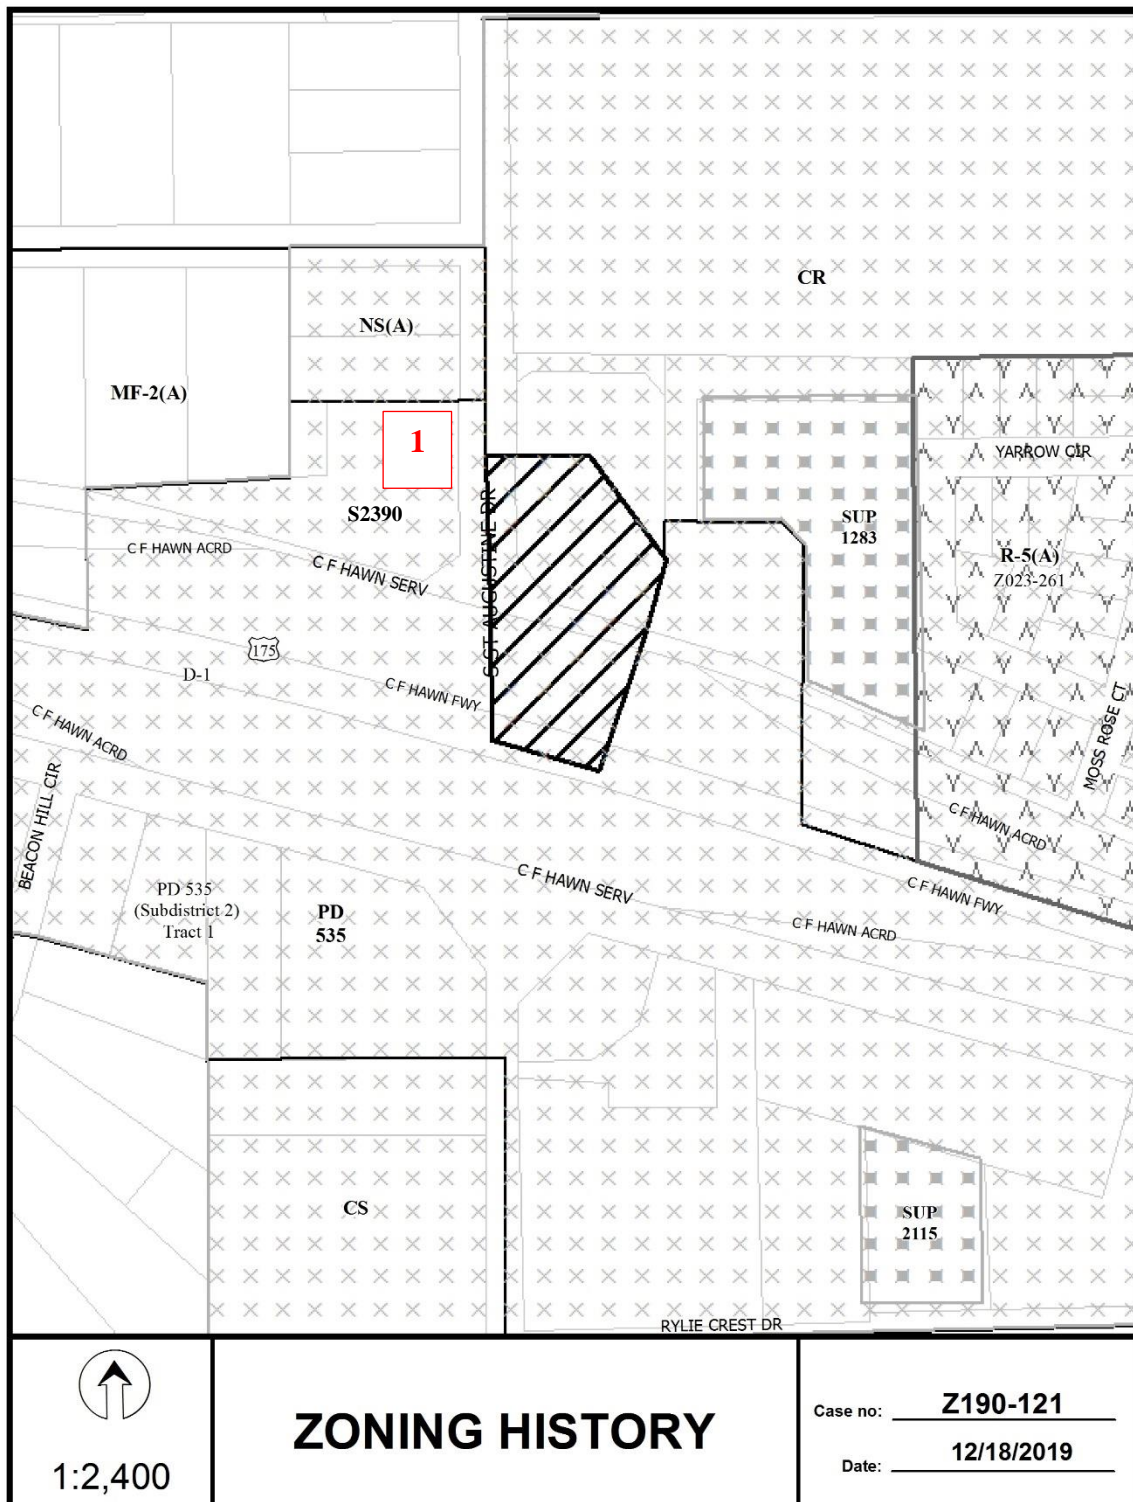 CR
NS(A)
MF-2(A)
1
YARROW CIR
S2390
SUP
1283
C F HAWN ACRD
R-5(A)
Z023-261
C F HAWN SERV
S ST AUGUSTINE DR
175
D-1
C F HAWN FWY
C F HAWN ACRD
MOSS ROSE CT
BEACON HILL CIR
C F HAWN ACRD
C F HAWN SERV
C F HAWN FWY
PD 535
(Subdistrict 2)
Tract 1
PD
535
C F HAWN ACRD
CS
SUP
2115
RYLIE CREST DR
1:2,400
ZONING HISTORY
Case no: Z190-121
Date: 12/18/2019